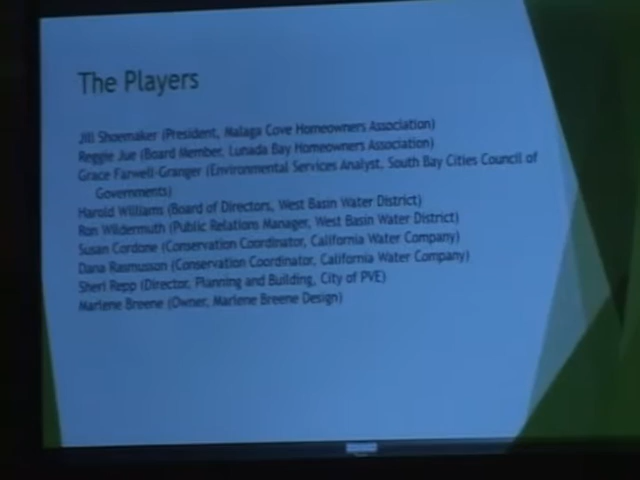 The Players
Jill Shoemaker (President, Malaga Cove Homeowners Association)
Reggie Jue (Board Member, Lunada Bay Homeowners Association)
Grace Farwell-Granger (Environmental Services Analyst, South Bay Cities Council of
Governments)
Harold Williams (Board of Directors, West Basin Water District)
Ron Wildermuth (Public Relations Manager, West Basin Water District)
Susan Cordone (Conservation Coordinator, California Water Company)
Dana Rasmusson (Conservation Coordinator, California Water Company)
Sheri Repp (Director, Planning and Building, City of PVE)
Marlene Breene (Owner, Marlene Breene Design)